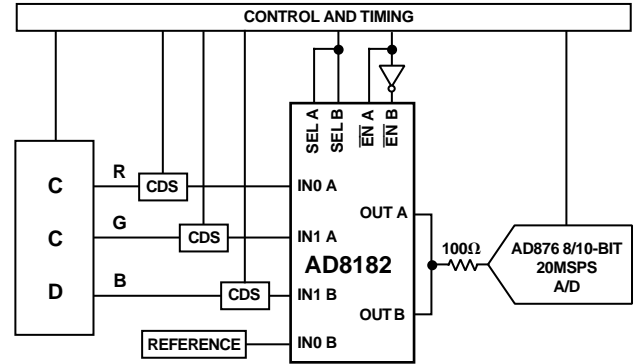 CONTROL AND TIMING
SEL A
SEL B
EN A
EN B
C
C
D
R
CDS
G
CDS
B
CDS
REFERENCE
IN0 A
IN1 A
IN1 B
IN0 B
AD8182
OUT A
OUT B
100Ω
AD876 8/10-BIT
20MSPS
A/D